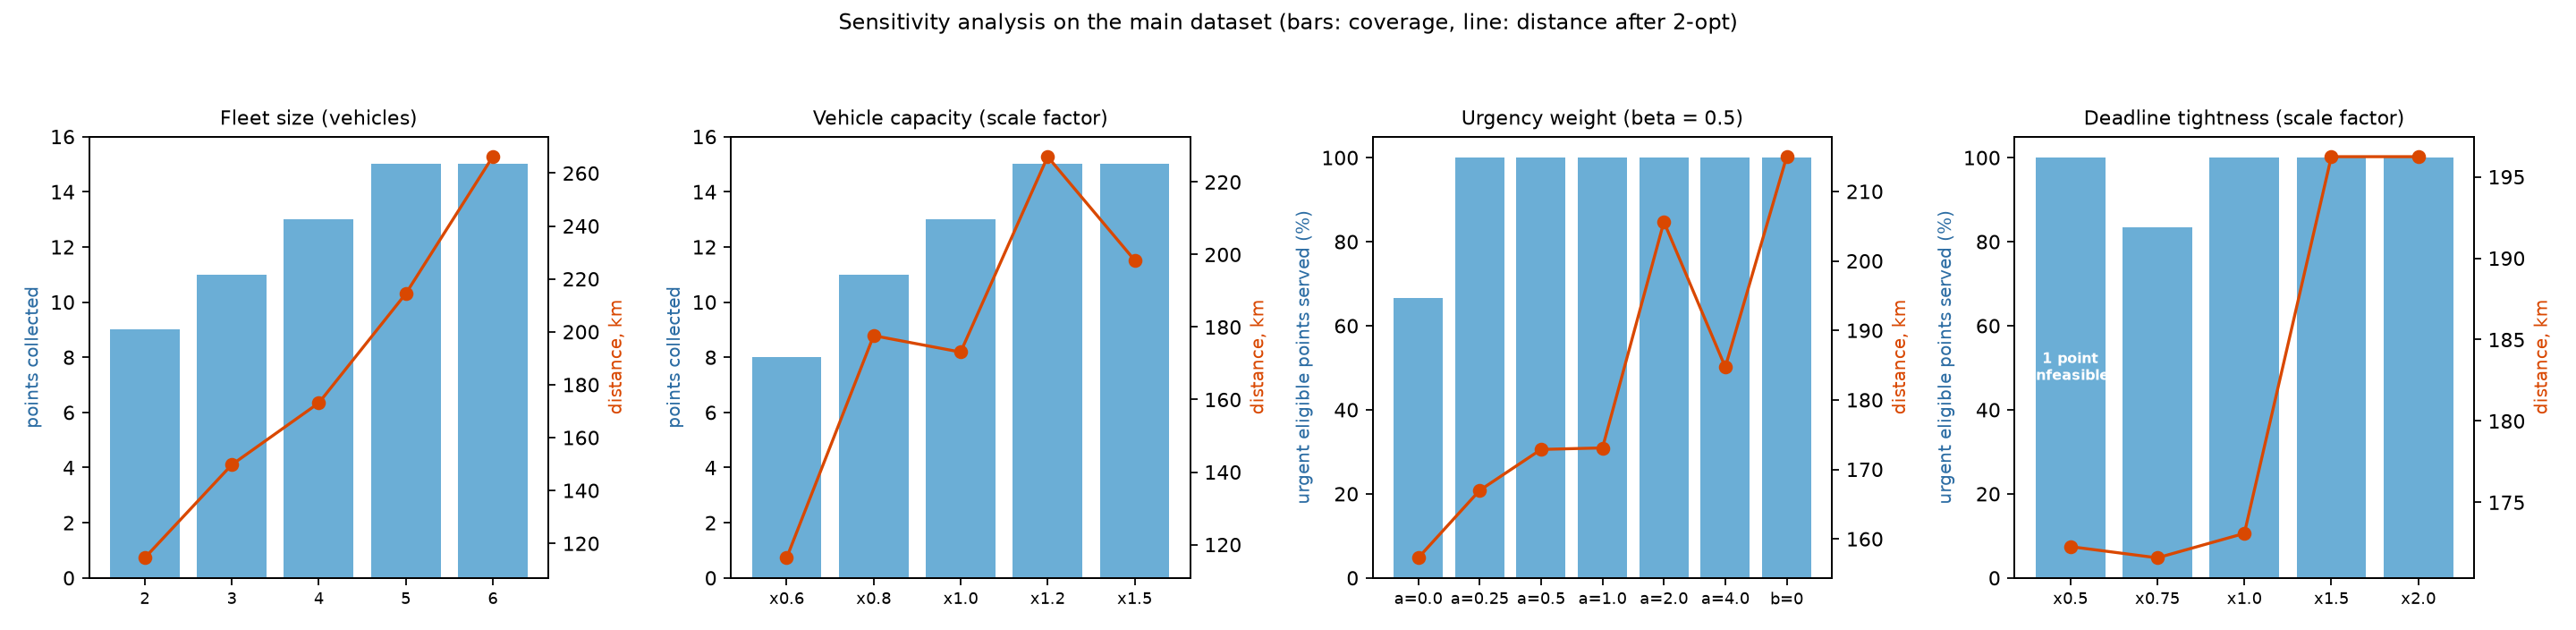 Sensitivity analysis on the main dataset (bars: coverage, line: distance after 2-opt)
Fleet size (vehicles)
points collected
16
14
12
10
8
6
4
2
0
260
240
220
200
180
160
140
120
distance, km
2 3 4 5 6
Vehicle capacity (scale factor)
points collected
16
14
12
10
8
6
4
2
0
220
200
180
160
140
120
distance, km
x0.6 x0.8 x1.0 x1.2 x1.5
Urgency weight (beta = 0.5)
urgent eligible points served (%)
100
80
60
40
20
0
210
200
190
180
170
160
distance, km
a=0.0 a=0.25 a=0.5 a=1.0 a=2.0 a=4.0 b=0
Deadline tightness (scale factor)
urgent eligible points served (%)
100
80
60
40
20
0
1 point
nfeasible
195
190
185
180
175
distance, km
x0.5 x0.75 x1.0 x1.5 x2.0